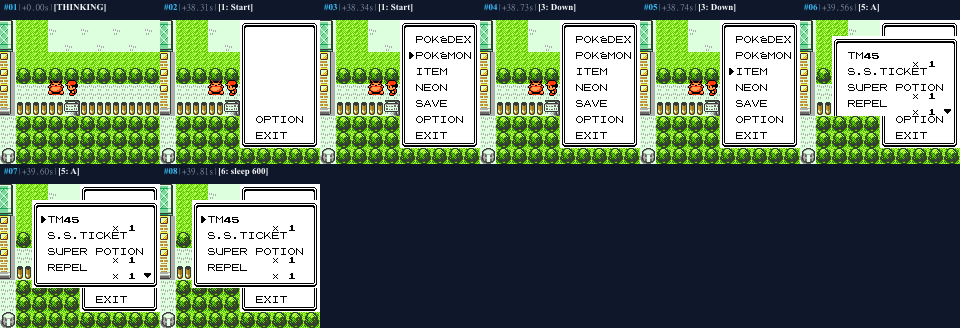 #01|+0.00s| [THINKING]
#02|+38.31s| [1: Start]
OPTION
EXIT
#03|+38.34s| [1: Start]
POKéDEX
▶POKéMON
ITEM
NEON
SAVE
OPTION
EXIT
#04|+38.73s| [3: Down]
POKéDEX
POKéMON
ITEM
NEON
SAVE
OPTION
EXIT
#05|+38.74s| [3: Down]
POKéDEX
POKéMON
▶ITEM
NEON
SAVE
OPTION
EXIT
#06|+39.56s| [5: A]
TM45
× 1
S.S.TICKET
SUPER POTION
× 1
REPEL
× 1 ▼
OPTION
EXIT
#07|+39.60s| [5: A]
▶TM45
× 1
S.S.TICKET
SUPER POTION
× 1
REPEL
× 1 ▼
EXIT
#08|+39.81s| [6: sleep 600]
▶TM45
× 1
S.S.TICKET
SUPER POTION
× 1
REPEL
× 1
EXIT